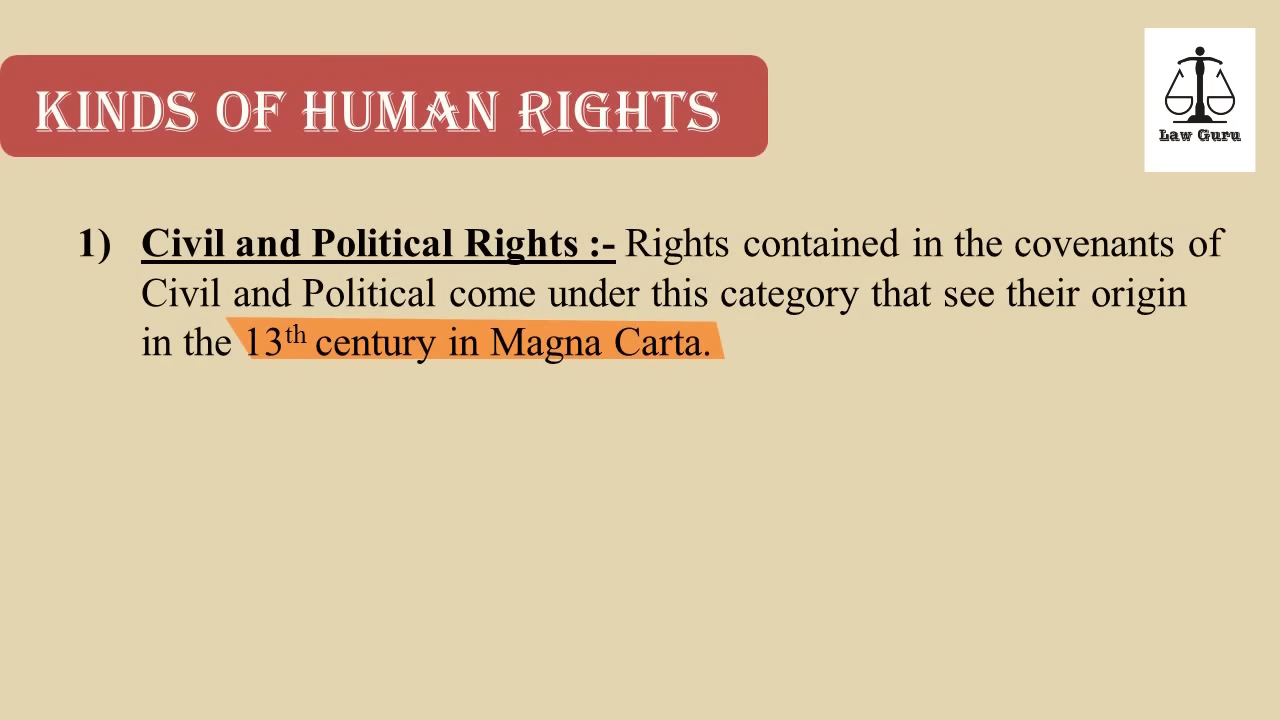 KINDS OF HUMAN RIGHTS
Law Guru
1) Civil and Political Rights :- Rights contained in the covenants of
Civil and Political come under this category that see their origin
in the 13th century in Magna Carta.